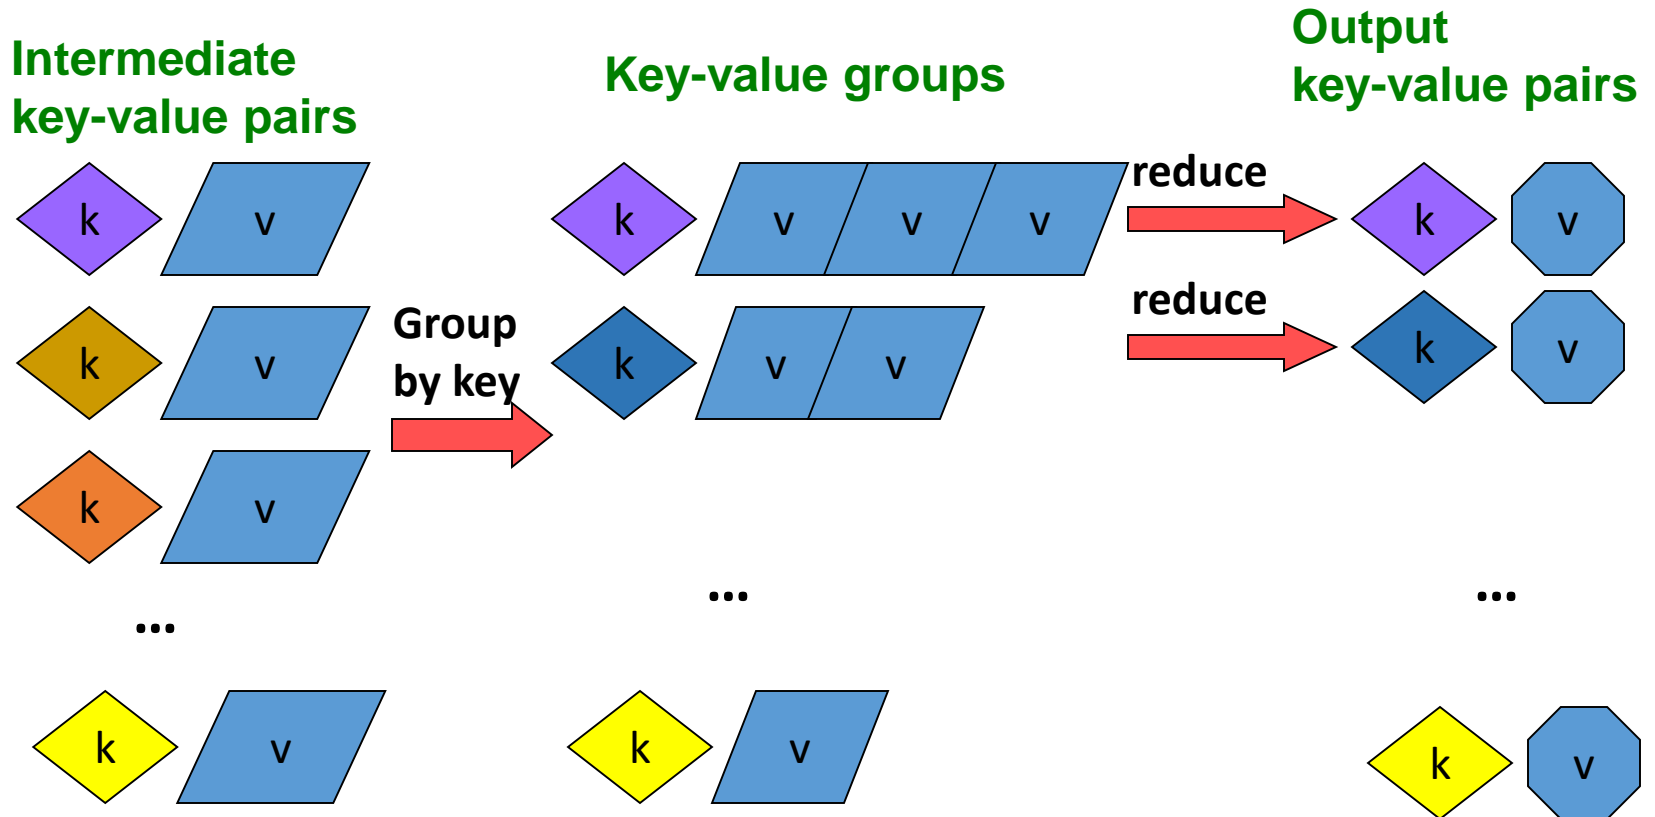 Intermediate
key-value pairs
Key-value groups
Output
key-value pairs
k v
k v v v
reduce
k v
k v
Group
by key
k v v
reduce
k v
k v
...
...
...
k v
k v
k v